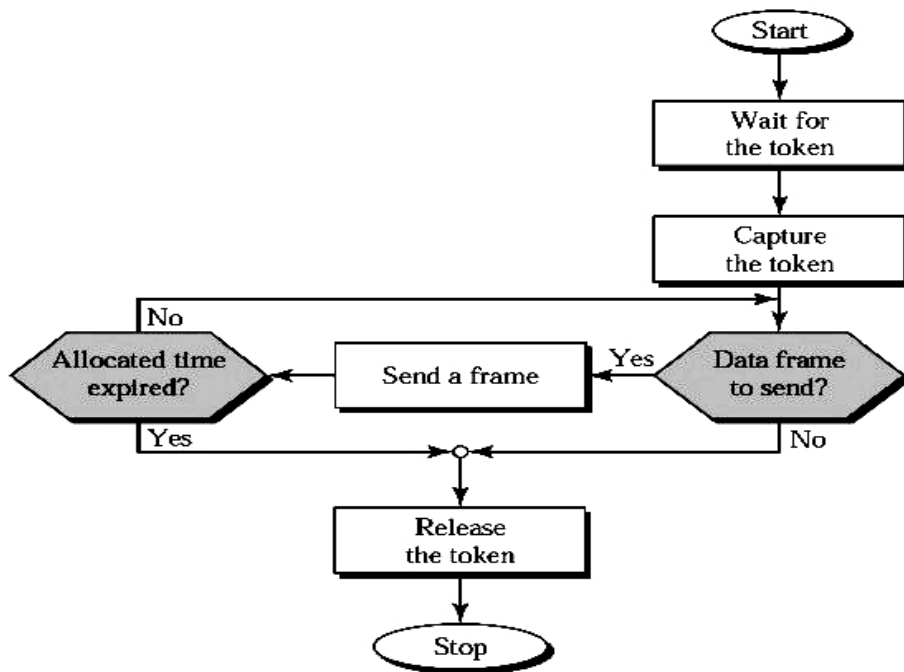 Start
Wait for
the token
Capture
the token
No
Allocated time
expired?
Send a frame
Yes
Data frame
to send?
Yes
No
Release
the token
Stop